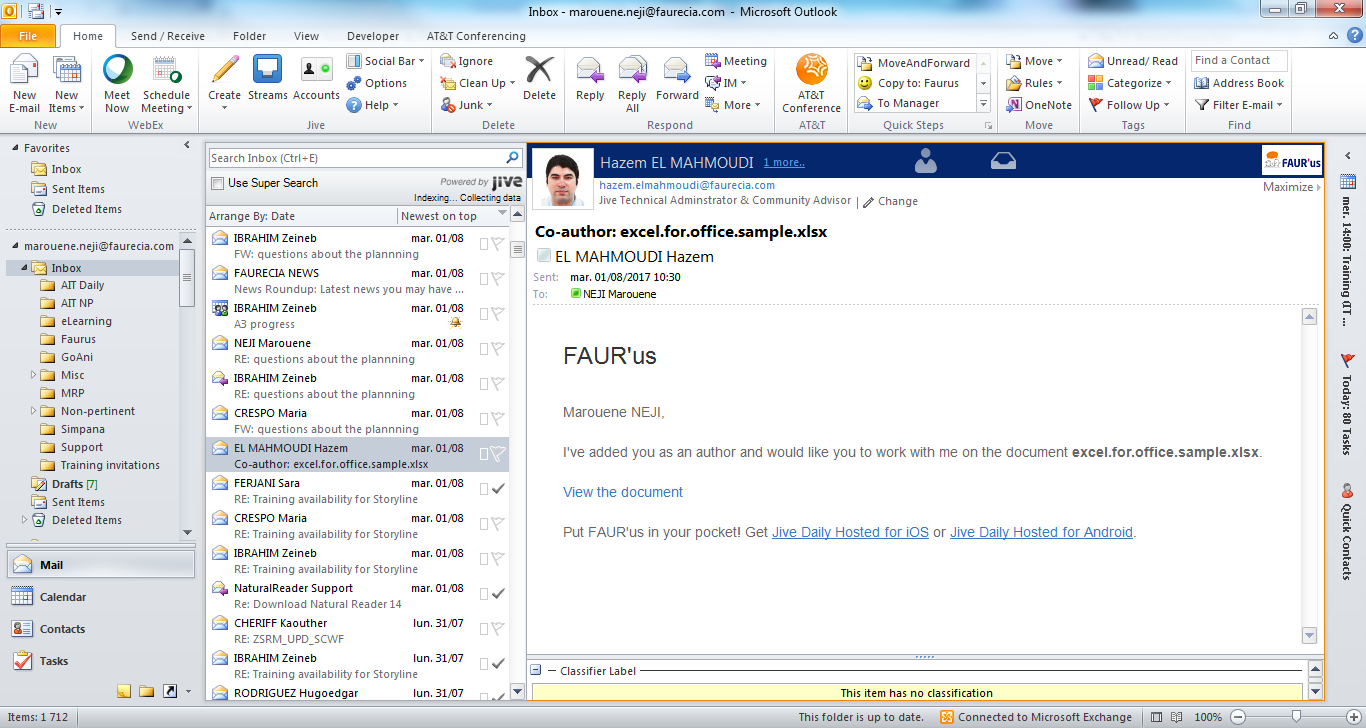 Inbox - marouene.neji@faurecia.com - Microsoft Outlook
File Home Send / Receive Folder View Developer AT&T Conferencing
New E-mail
New Items
New
Meet Now
Schedule Meeting
WebEx
Create
Streams
Accounts
Social Bar
Options
Help
Jive
Ignore
Clean Up
Junk
Delete
Delete
Reply
Reply All
Forward
Meeting
IM
More
Respond
AT&T Conference
AT&T
MoveAndForward
Copy to: Faurus
To Manager
Quick Steps
Move
Rules
OneNote
Move
Unread/ Read
Categorize
Follow Up
Tags
Find a Contact
Address Book
Filter E-mail
Find
Favorites
Inbox
Sent Items
Deleted Items
marouene.neji@faurecia.com
Inbox
AIT Daily
AIT NP
eLearning
Faurus
GoAni
Misc
MRP
Non-pertinent
Simpana
Support
Training invitations
Drafts [7]
Sent Items
Deleted Items
Mail
Calendar
Contacts
Tasks
Search Inbox (Ctrl+E)
Use Super Search
Powered by jive
Indexing... Collecting data
Arrange By: Date Newest on top
IBRAHIM Zeineb mar. 01/08
FW: questions about the plannning
FAURECIA NEWS mar. 01/08
News Roundup: Latest news you may have ...
IBRAHIM Zeineb mar. 01/08
A3 progress
NEJI Marouene mar. 01/08
RE: questions about the plannning
IBRAHIM Zeineb mar. 01/08
RE: questions about the plannning
CRESPO Maria mar. 01/08
FW: questions about the plannning
EL MAHMOUDI Hazem mar. 01/08
Co-author: excel.for.office.sample.xlsx
FERJANI Sara mar. 01/08
RE: Training availability for Storyline
CRESPO Maria mar. 01/08
RE: Training availability for Storyline
IBRAHIM Zeineb mar. 01/08
RE: Training availability for Storyline
NaturalReader Support mar. 01/08
Re: Download Natural Reader 14
CHERIFF Kaouther lun. 31/07
RE: ZSRM_UPD_SCWF
IBRAHIM Zeineb lun. 31/07
RE: Training availability for Storyline
RODRIGUEZ Hugoedgar lun. 31/07
Hazem EL MAHMOUDI 1 more..
FAUR'us
hazem.elmahmoudi@faurecia.com
Maximize
Jive Technical Adminstrator & Community Advisor | Change
Co-author: excel.for.office.sample.xlsx
EL MAHMOUDI Hazem
Sent: mar. 01/08/2017 10:30
To: NEJI Marouene
FAUR'us
Marouene NEJI,
I've added you as an author and would like you to work with me on the document excel.for.office.sample.xlsx.
View the document
Put FAUR'us in your pocket! Get Jive Daily Hosted for iOS or Jive Daily Hosted for Android.
Classifier Label
This item has no classification
mer. 14:00: Training (IT ...
Today: 80 Tasks
Quick Contacts
Items: 1 712
This folder is up to date. Connected to Microsoft Exchange 100%